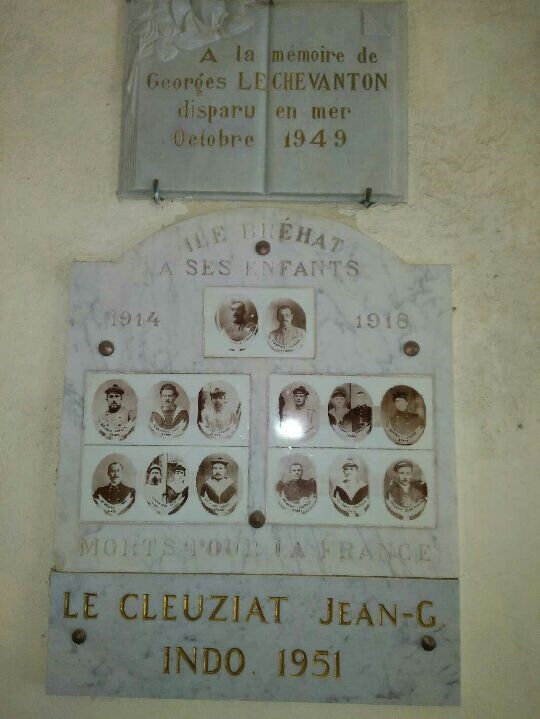 A la mémoire de
Georges LE CHEVANTON
disparu en mer
Octobre 1949
ILE BRÉHAT
A SES ENFANTS
1914 1918
MORTS POUR LA FRANCE
LE CLEUZIAT JEAN-G.
INDO 1951